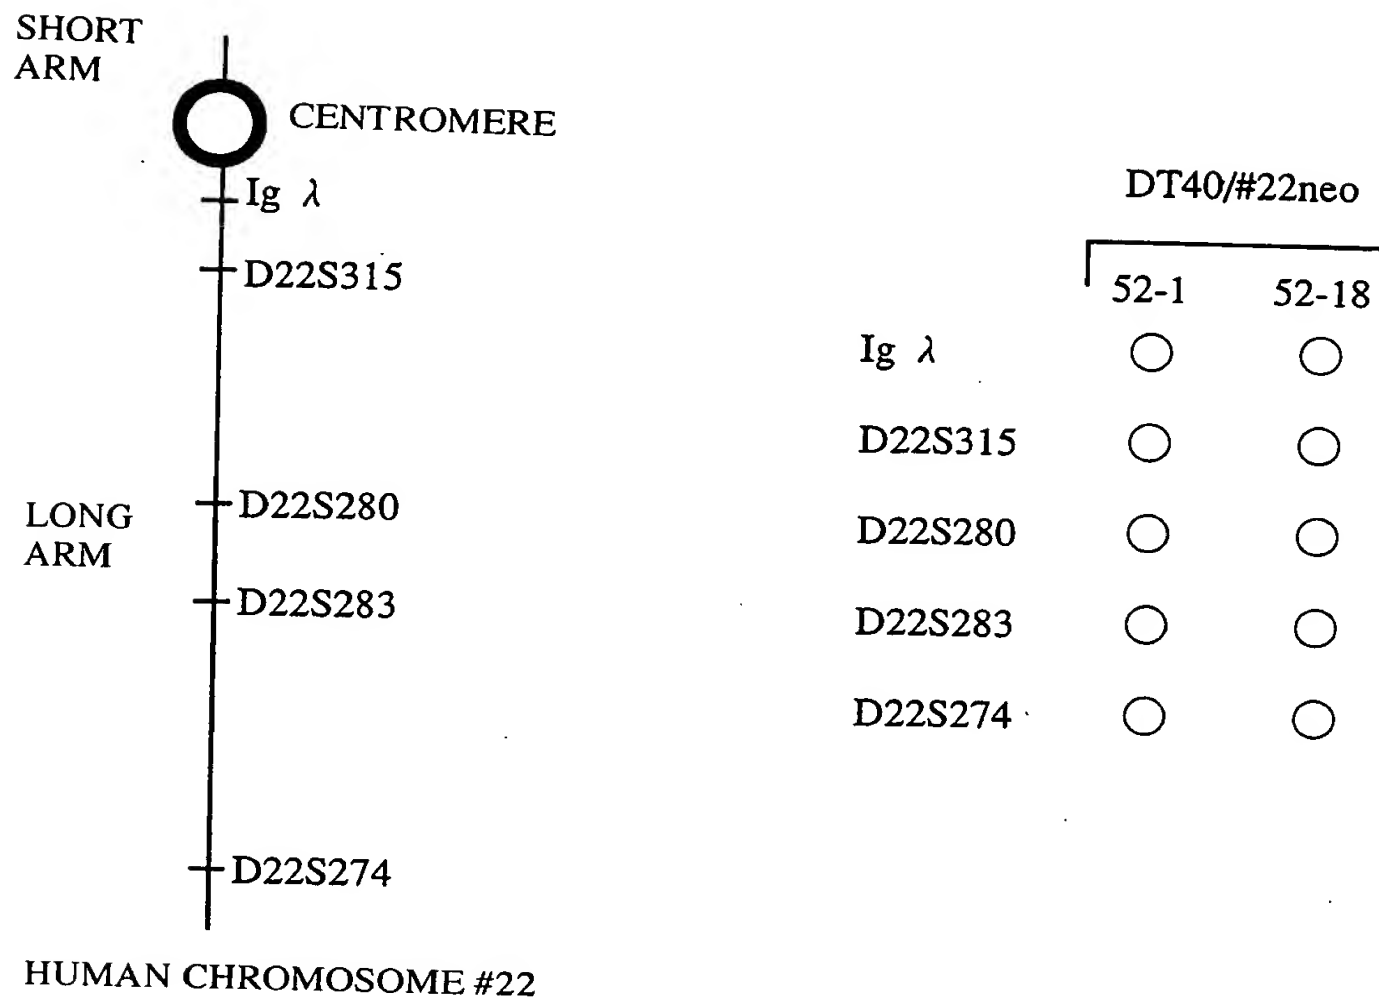 SHORT
ARM
CENTROMERE
Ig λ
D22S315
D22S280
LONG
ARM
D22S283
D22S274
HUMAN CHROMOSOME #22
DT40/#22neo
52-1 52-18
Ig λ
D22S315
D22S280
D22S283
D22S274